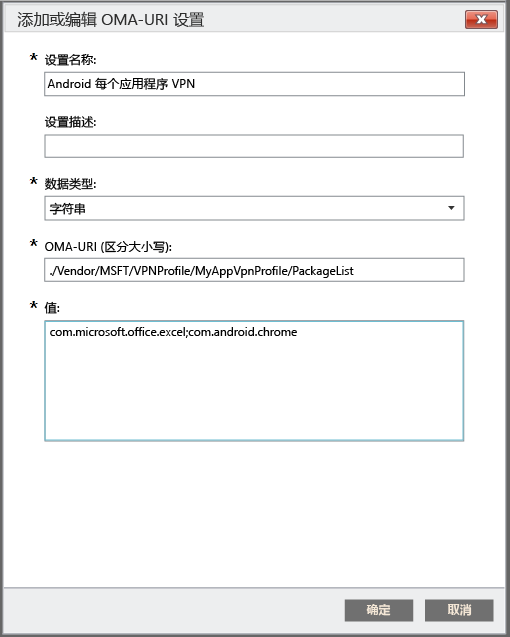 添加或编辑 OMA-URI 设置
* 设置名称:
Android 每个应用程序 VPN
设置描述:
* 数据类型:
字符串
* OMA-URI (区分大小写):
./Vendor/MSFT/VPNProfile/MyAppVpnProfile/PackageList
* 值:
com.microsoft.office.excel;com.android.chrome
确定 取消